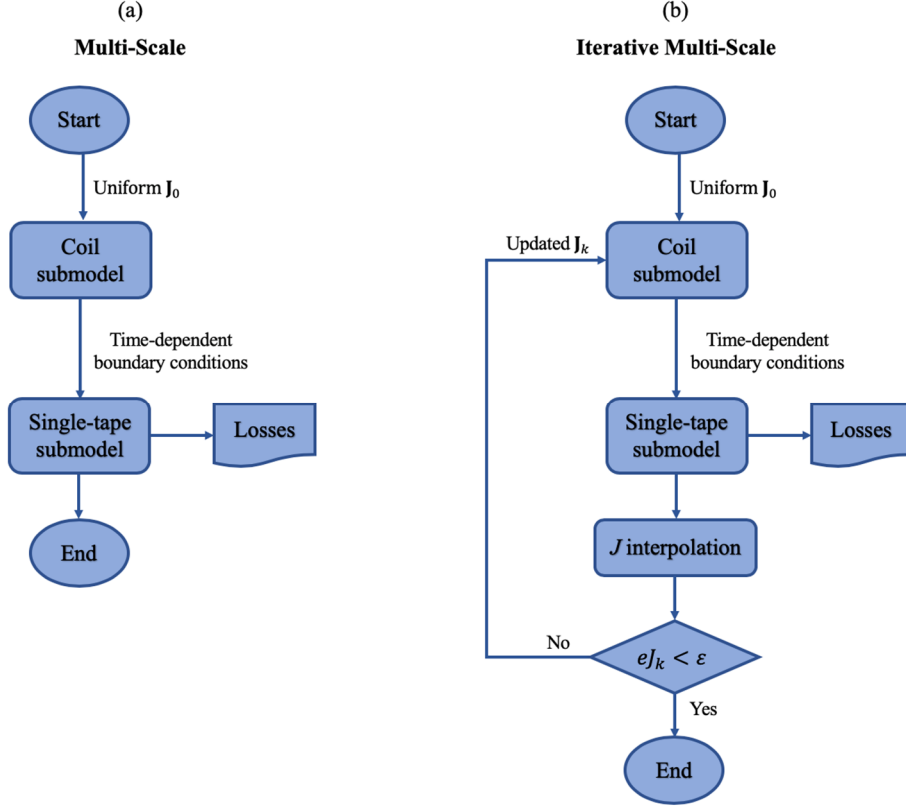 (a)
Multi-Scale
Start
Uniform J₀
Coil
submodel
Time-dependent
boundary conditions
Single-tape
submodel
Losses
End
(b)
Iterative Multi-Scale
Start
Uniform J₀
Updated Jₖ
Coil
submodel
Time-dependent
boundary conditions
Single-tape
submodel
Losses
J interpolation
No
eJₖ < ε
Yes
End